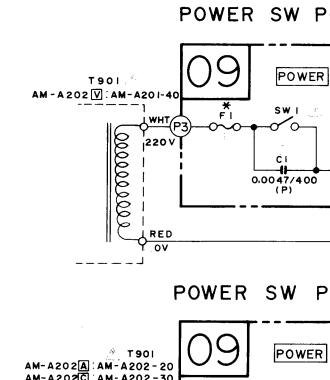 POWER SW P
09
POWER
T901
AM-A202 V : AM-A201-40
*
F1
SW1
WHT
P3
220V
C1
0.0047/400
(P)
RED
0V
POWER SW P
09
POWER
T901
AM-A202 A : AM-A202-20
AM-A202 C : AM-A202-30